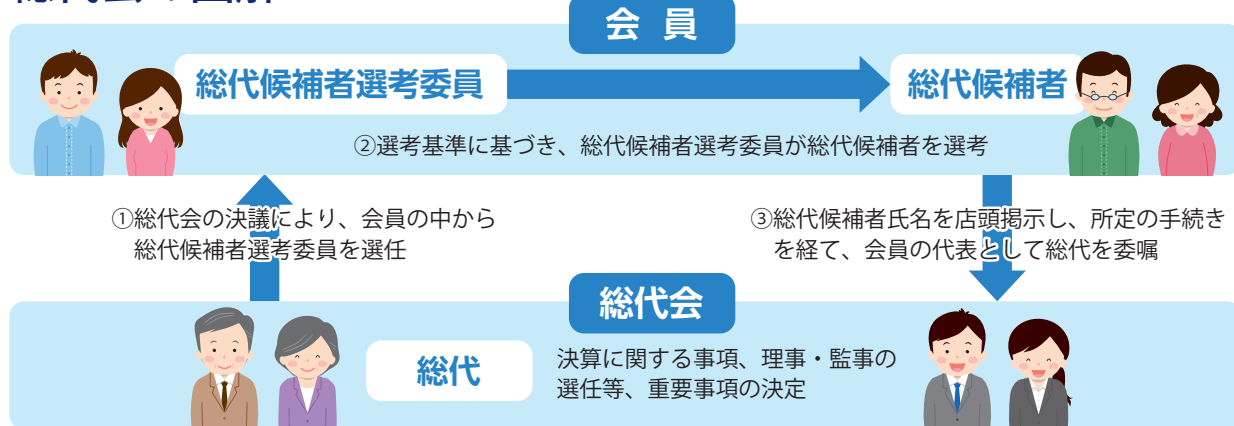 会 員
総代候補者選考委員
総代候補者
②選考基準に基づき、総代候補者選考委員が総代候補者を選考
①総代会の決議により、会員の中から
総代候補者選考委員を選任
③総代候補者氏名を店頭掲示し、所定の手続き
を経て、会員の代表として総代を委嘱
総代会
総代
決算に関する事項、理事・監事の
選任等、重要事項の決定